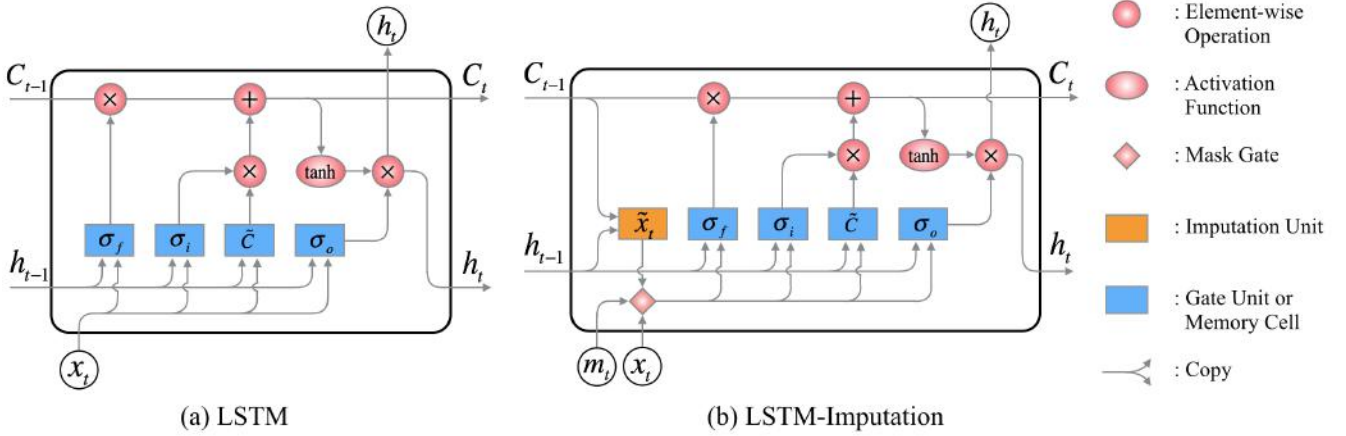 h_t
C_{t-1}
C_t
×
+
×
tanh
×
σ_f
σ_i
C̃
σ_o
h_{t-1}
h_t
x_t
(a) LSTM
h_t
C_{t-1}
C_t
×
+
×
tanh
×
x̃_t
σ_f
σ_i
C̃
σ_o
h_{t-1}
h_t
m_t
x_t
(b) LSTM-Imputation
: Element-wise
Operation
: Activation
Function
: Mask Gate
: Imputation Unit
: Gate Unit or
Memory Cell
: Copy